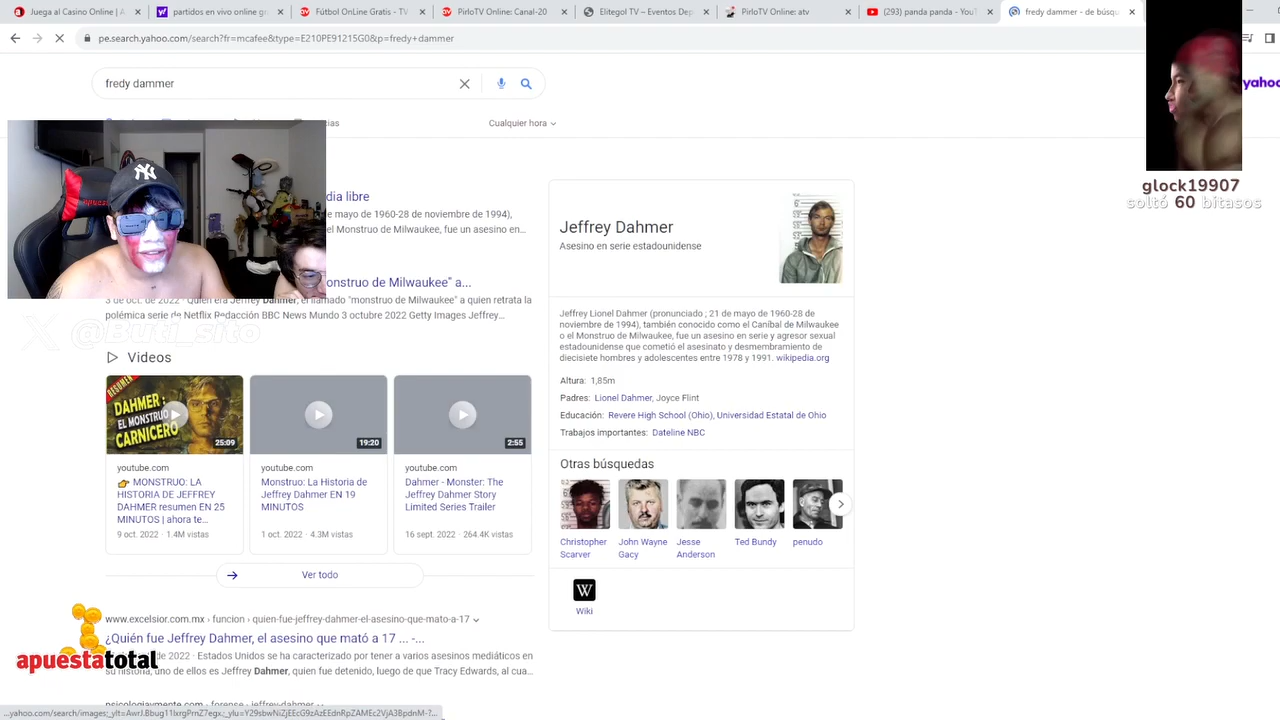 Juega al Casino Online | A
partidos en vivo online gr
Fútbol OnLine Gratis - TV
PirloTV Online: Canal-20
Elitegol TV – Eventos Dep
PirloTV Online: atv
(293) panda panda - YouT
fredy dammer - de búsqu
pe.search.yahoo.com/search?fr=mcafee&type=E210PE91215G0&p=fredy+dammer
fredy dammer
yahoo
Cualquier hora
dia libre
e mayo de 1960-28 de noviembre de 1994),
el Monstruo de Milwaukee, fue un asesino en…
onstruo de Milwaukee" a...
3 de oct. de 2022 · Quién era Jeffrey Dahmer, el llamado "monstruo de Milwaukee" a quien retrata la
polémica serie de Netflix Redacción BBC News Mundo 3 octubre 2022 Getty Images Jeffrey…
NY
@Buti_sito
glock19907
soltó 60 bitasos
Videos
RESUMEN
DAHMER:
EL MONSTRUO
CARNICERO
25:09
19:20
2:55
youtube.com
MONSTRUO: LA
HISTORIA DE JEFFREY
DAHMER resumen EN 25
MINUTOS | ahora te...
9 oct. 2022 · 1.4M vistas
youtube.com
Monstruo: La Historia de
Jeffrey Dahmer EN 19
MINUTOS
1 oct. 2022 · 4.3M vistas
youtube.com
Dahmer - Monster: The
Jeffrey Dahmer Story
Limited Series Trailer
16 sept. 2022 · 264.4K vistas
Ver todo
www.excelsior.com.mx › funcion › quien-fue-jeffrey-dahmer-el-asesino-que-mato-a-17
¿Quién fue Jeffrey Dahmer, el asesino que mató a 17 ... -...
de 2022 · Estados Unidos se ha caracterizado por tener a varios asesinos mediáticos en
su historia, uno de ellos es Jeffrey Dahmer, quien fue detenido, luego de que Tracy Edwards, al cua…
apuestatotal
psicologiaymente.com › forense › jeffrey-dahmer
Jeffrey Dahmer
Asesino en serie estadounidense
Jeffrey Lionel Dahmer (pronunciado ; 21 de mayo de 1960-28 de
noviembre de 1994), también conocido como el Caníbal de Milwaukee
o el Monstruo de Milwaukee, fue un asesino en serie y agresor sexual
estadounidense que cometió el asesinato y desmembramiento de
diecisiete hombres y adolescentes entre 1978 y 1991. wikipedia.org
Altura: 1,85m
Padres: Lionel Dahmer, Joyce Flint
Educación: Revere High School (Ohio), Universidad Estatal de Ohio
Trabajos importantes: Dateline NBC
Otras búsquedas
Christopher
Scarver
John Wayne
Gacy
Jesse
Anderson
Ted Bundy
penudo
W
Wiki